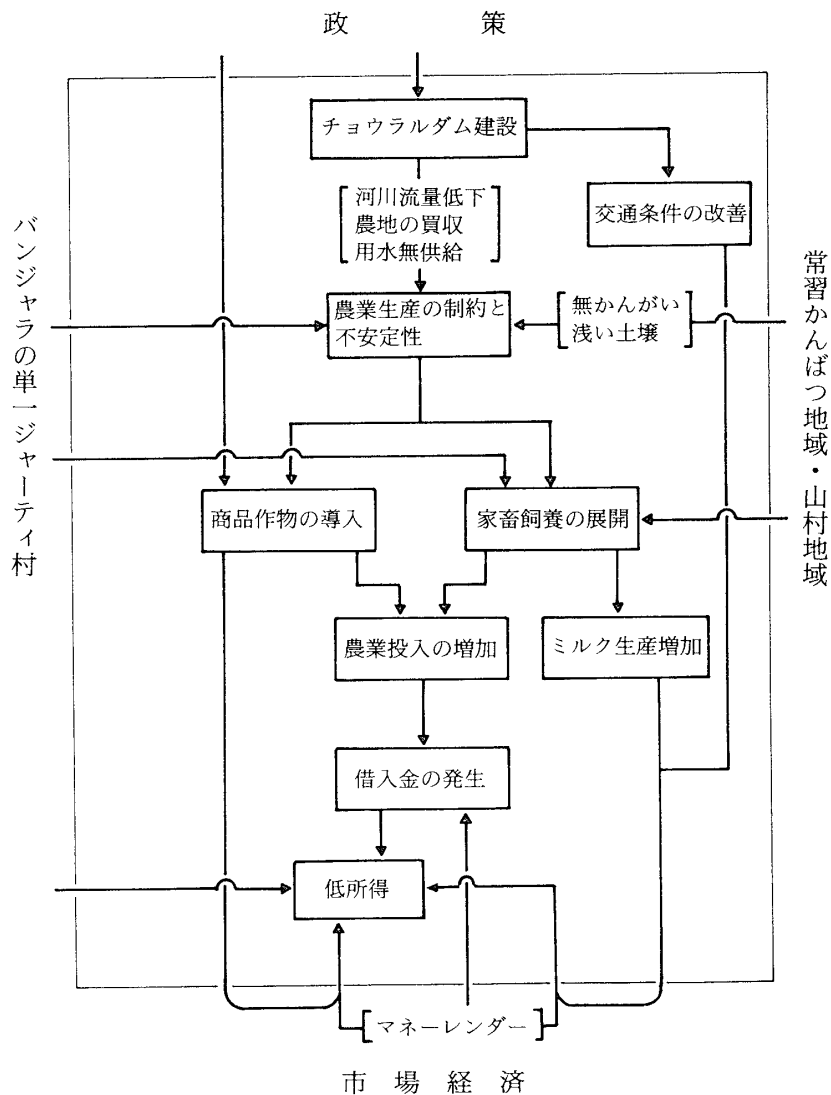 政策
チョウラルダム建設
河川流量低下
農地の買収
用水無供給
交通条件の改善
バンジャラの単一ジャーティ村
常習かんばつ地域・山村地域
農業生産の制約と
不安定性
無かんがい
浅い土壌
商品作物の導入
家畜飼養の展開
農業投入の増加
ミルク生産増加
借入金の発生
低所得
マネーレンダー
市場経済